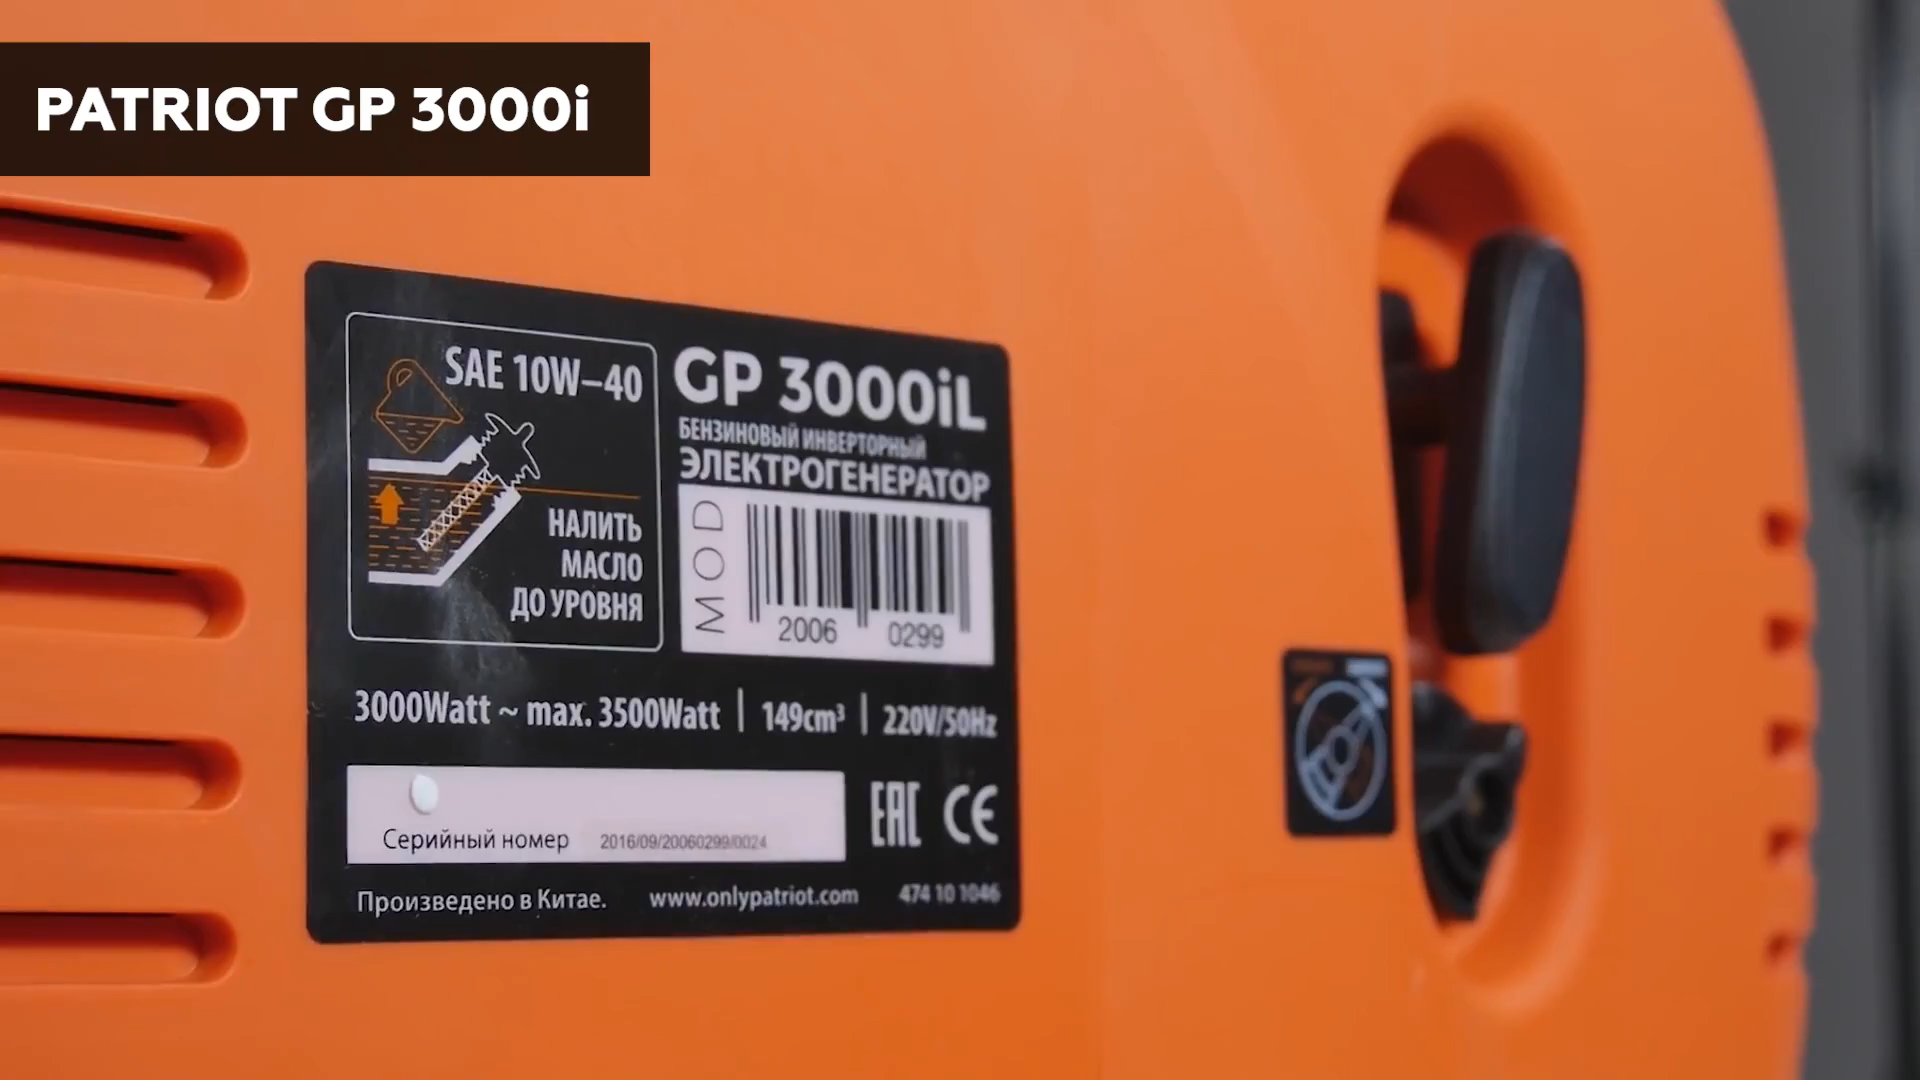 PATRIOT GP 3000i
SAE 10W–40
НАЛИТЬ
МАСЛО
ДО УРОВНЯ
GP 3000iL
БЕНЗИНОВЫЙ ИНВЕРТОРНЫЙ
ЭЛЕКТРОГЕНЕРАТОР
MOD
2006 0299
3000Watt ~ max. 3500Watt | 149cm³ | 220V/50Hz
Серийный номер 2016/09/20060299/0024
EAC CE
Произведено в Китае. www.onlypatriot.com 474 10 1046